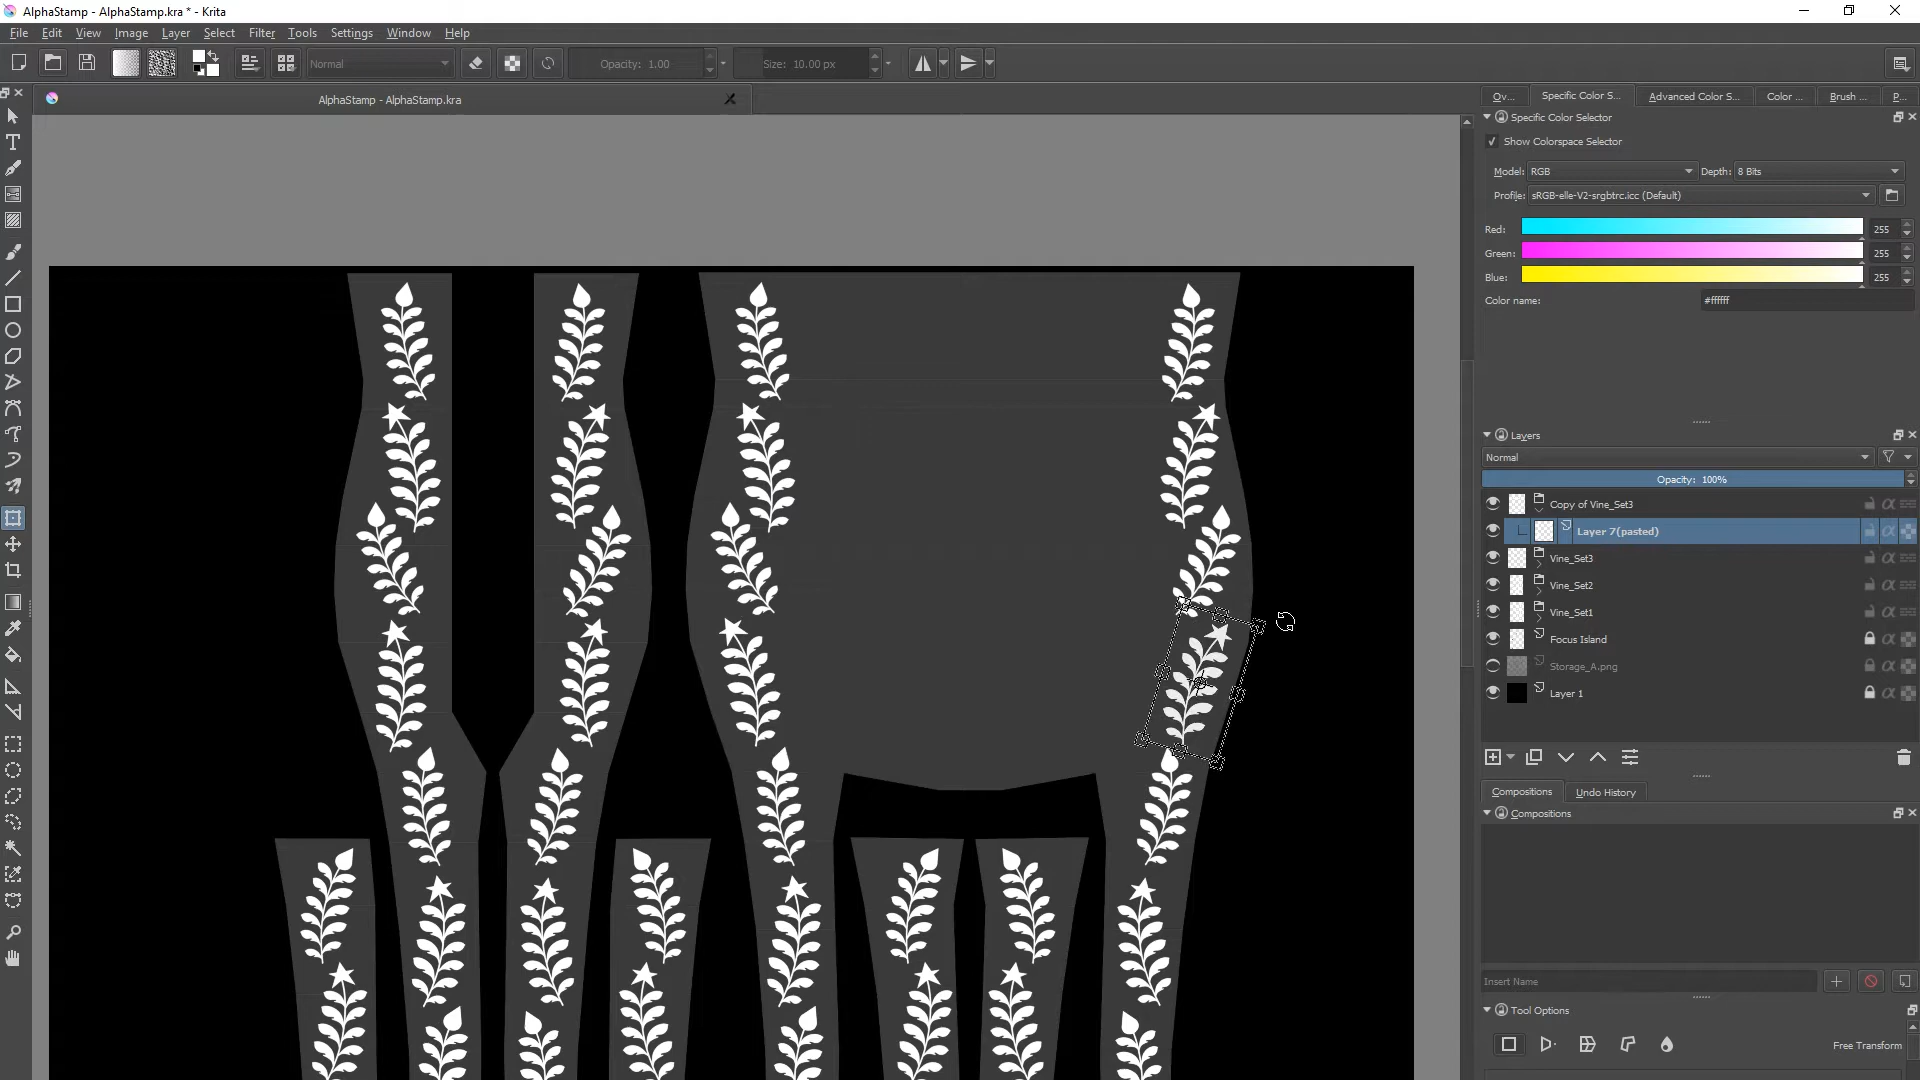 AlphaStamp - AlphaStamp.kra * - Krita
File Edit View Image Layer Select Filter Tools Settings Window Help
Normal Opacity: 1.00 Size: 10.00 px
AlphaStamp - AlphaStamp.kra
Ov... Specific Color S... Advanced Color S... Color ... Brush ... P...
Specific Color Selector
Show Colorspace Selector
Model: RGB Depth: 8 Bits
Profile: sRGB-elle-V2-srgbtrc.icc (Default)
Red: 255
Green: 255
Blue: 255
Color name: #ffffff
Layers
Normal
Opacity: 100%
Copy of Vine_Set3
Layer 7(pasted)
Vine_Set3
Vine_Set2
Vine_Set1
Focus Island
Storage_A.png
Layer 1
Compositions Undo History
Compositions
Insert Name
Tool Options
Free Transform